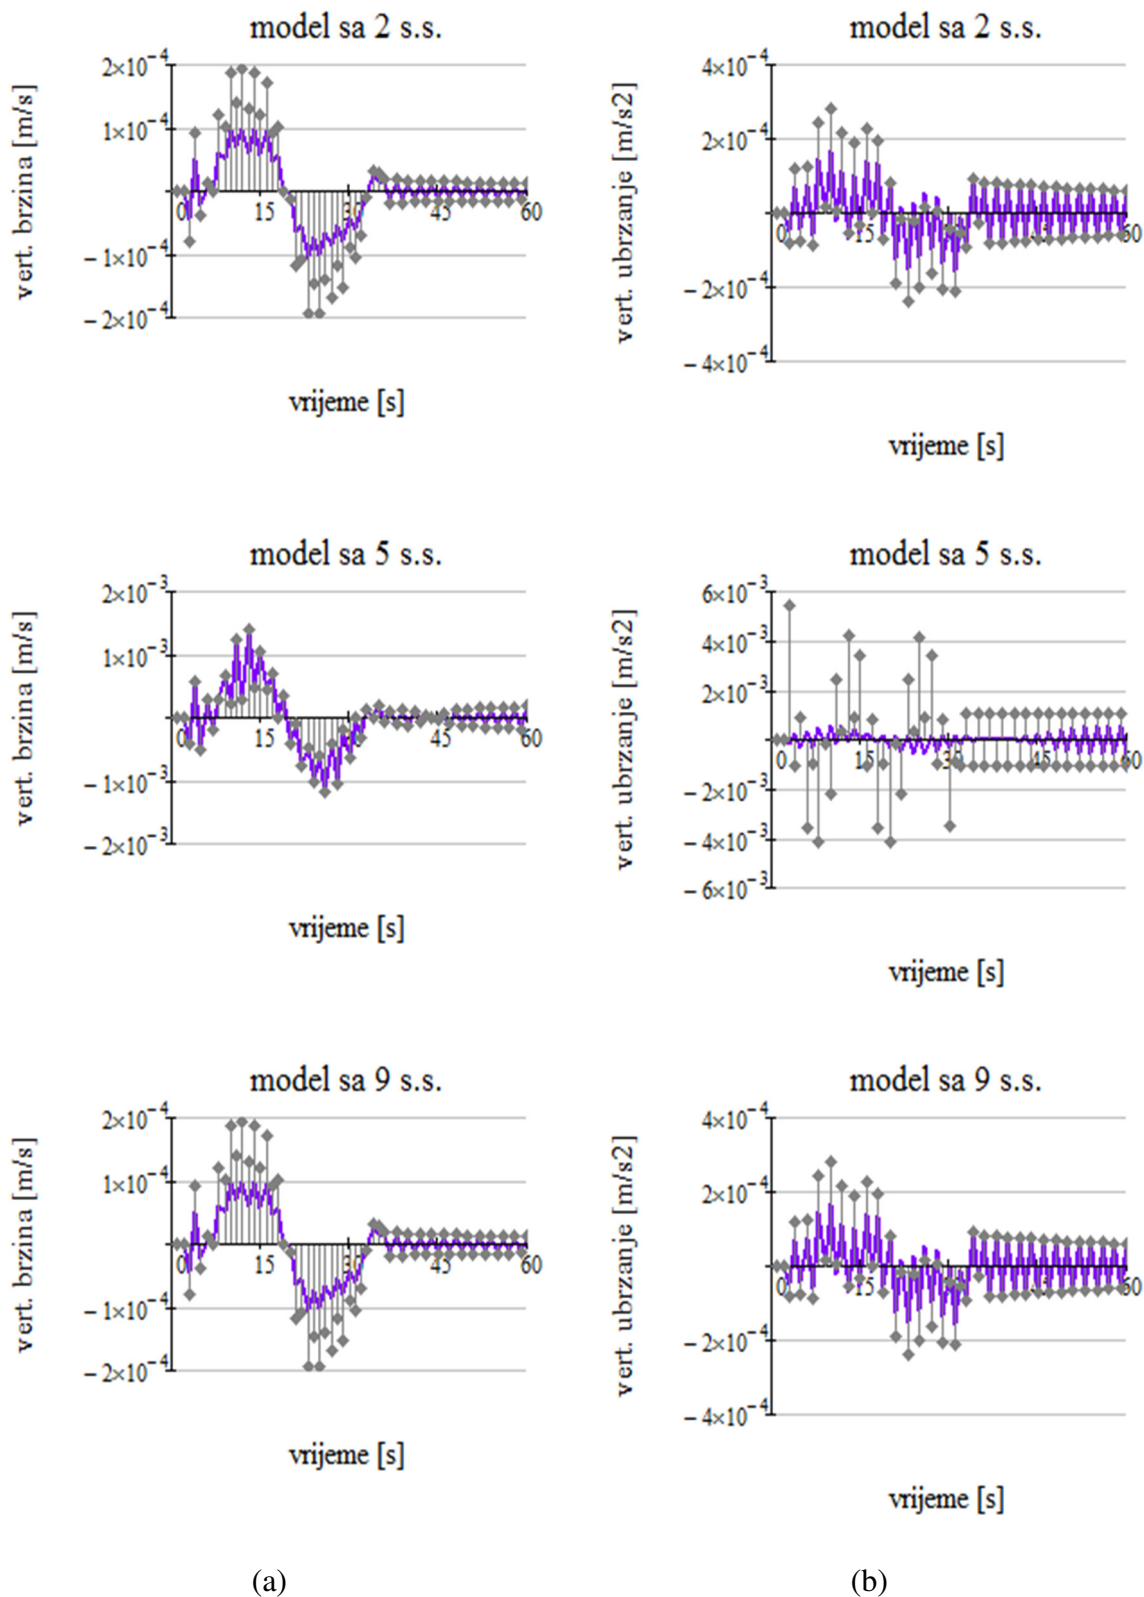 model sa 2 s.s.
vert. brzina [m/s]
2×10⁻⁴
1×10⁻⁴
−1×10⁻⁴
−2×10⁻⁴
0 15 30 45 60
vrijeme [s]
model sa 2 s.s.
vert. ubrzanje [m/s2]
4×10⁻⁴
2×10⁻⁴
−2×10⁻⁴
−4×10⁻⁴
0 15 30 45 60
vrijeme [s]
model sa 5 s.s.
vert. brzina [m/s]
2×10⁻³
1×10⁻³
−1×10⁻³
−2×10⁻³
0 15 30 45 60
vrijeme [s]
model sa 5 s.s.
vert. ubrzanje [m/s2]
6×10⁻³
4×10⁻³
2×10⁻³
−2×10⁻³
−4×10⁻³
−6×10⁻³
0 15 30 45 60
vrijeme [s]
model sa 9 s.s.
vert. brzina [m/s]
2×10⁻⁴
1×10⁻⁴
−1×10⁻⁴
−2×10⁻⁴
0 15 30 45 60
vrijeme [s]
model sa 9 s.s.
vert. ubrzanje [m/s2]
4×10⁻⁴
2×10⁻⁴
−2×10⁻⁴
−4×10⁻⁴
0 15 30 45 60
vrijeme [s]
(a)
(b)